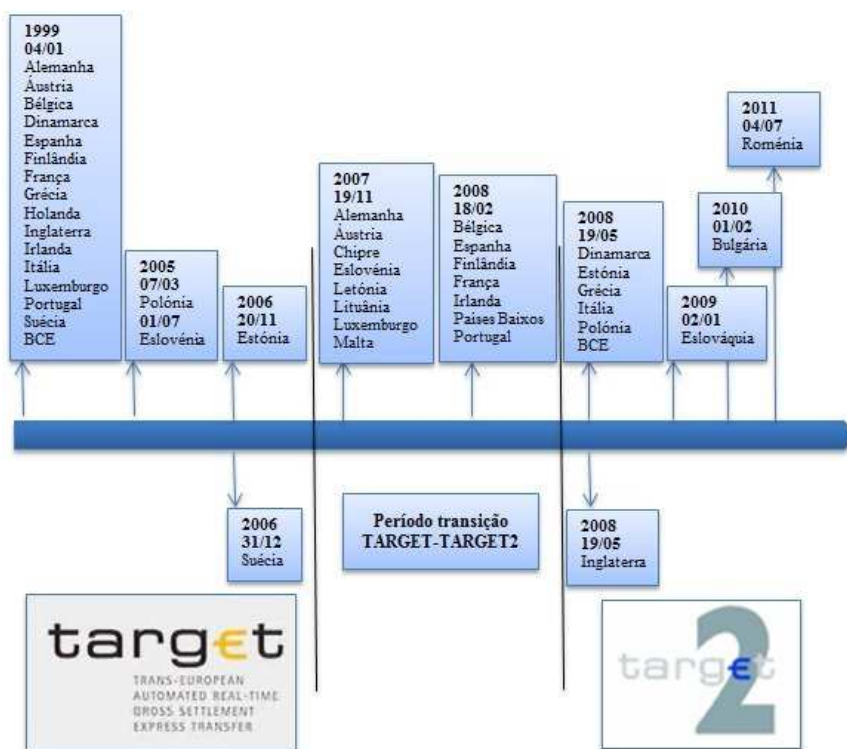 1999
04/01
Alemanha
Áustria
Bélgica
Dinamarca
Espanha
Finlândia
França
Grécia
Holanda
Inglaterra
Irlanda
Itália
Luxemburgo
Portugal
Suécia
BCE
2005
07/03
Polónia
01/07
Eslovénia
2006
20/11
Estónia
2007
19/11
Alemanha
Áustria
Chipre
Eslovénia
Letónia
Lituânia
Luxemburgo
Malta
2008
18/02
Bélgica
Espanha
Finlândia
França
Irlanda
Paises Baixos
Portugal
2008
19/05
Dinamarca
Estónia
Grécia
Itália
Polónia
BCE
2009
02/01
Eslováquia
2010
01/02
Bulgária
2011
04/07
Roménia
2006
31/12
Suécia
Período transição
TARGET-TARGET2
2008
19/05
Inglaterra
target
TRANS-EUROPEAN
AUTOMATED REAL-TIME
GROSS SETTLEMENT
EXPRESS TRANSFER
target 2